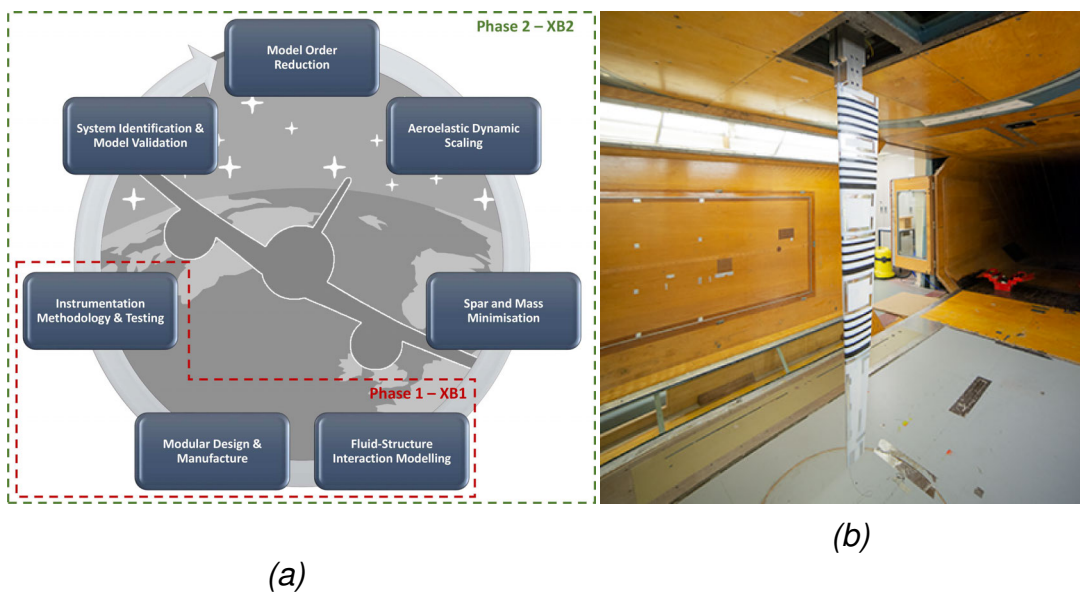 Phase 2 – XB2
Model Order
Reduction
System Identification &
Model Validation
Aeroelastic Dynamic
Scaling
Instrumentation
Methodology & Testing
Spar and Mass
Minimisation
Phase 1 – XB1
Modular Design &
Manufacture
Fluid-Structure
Interaction Modelling
(a)
(b)